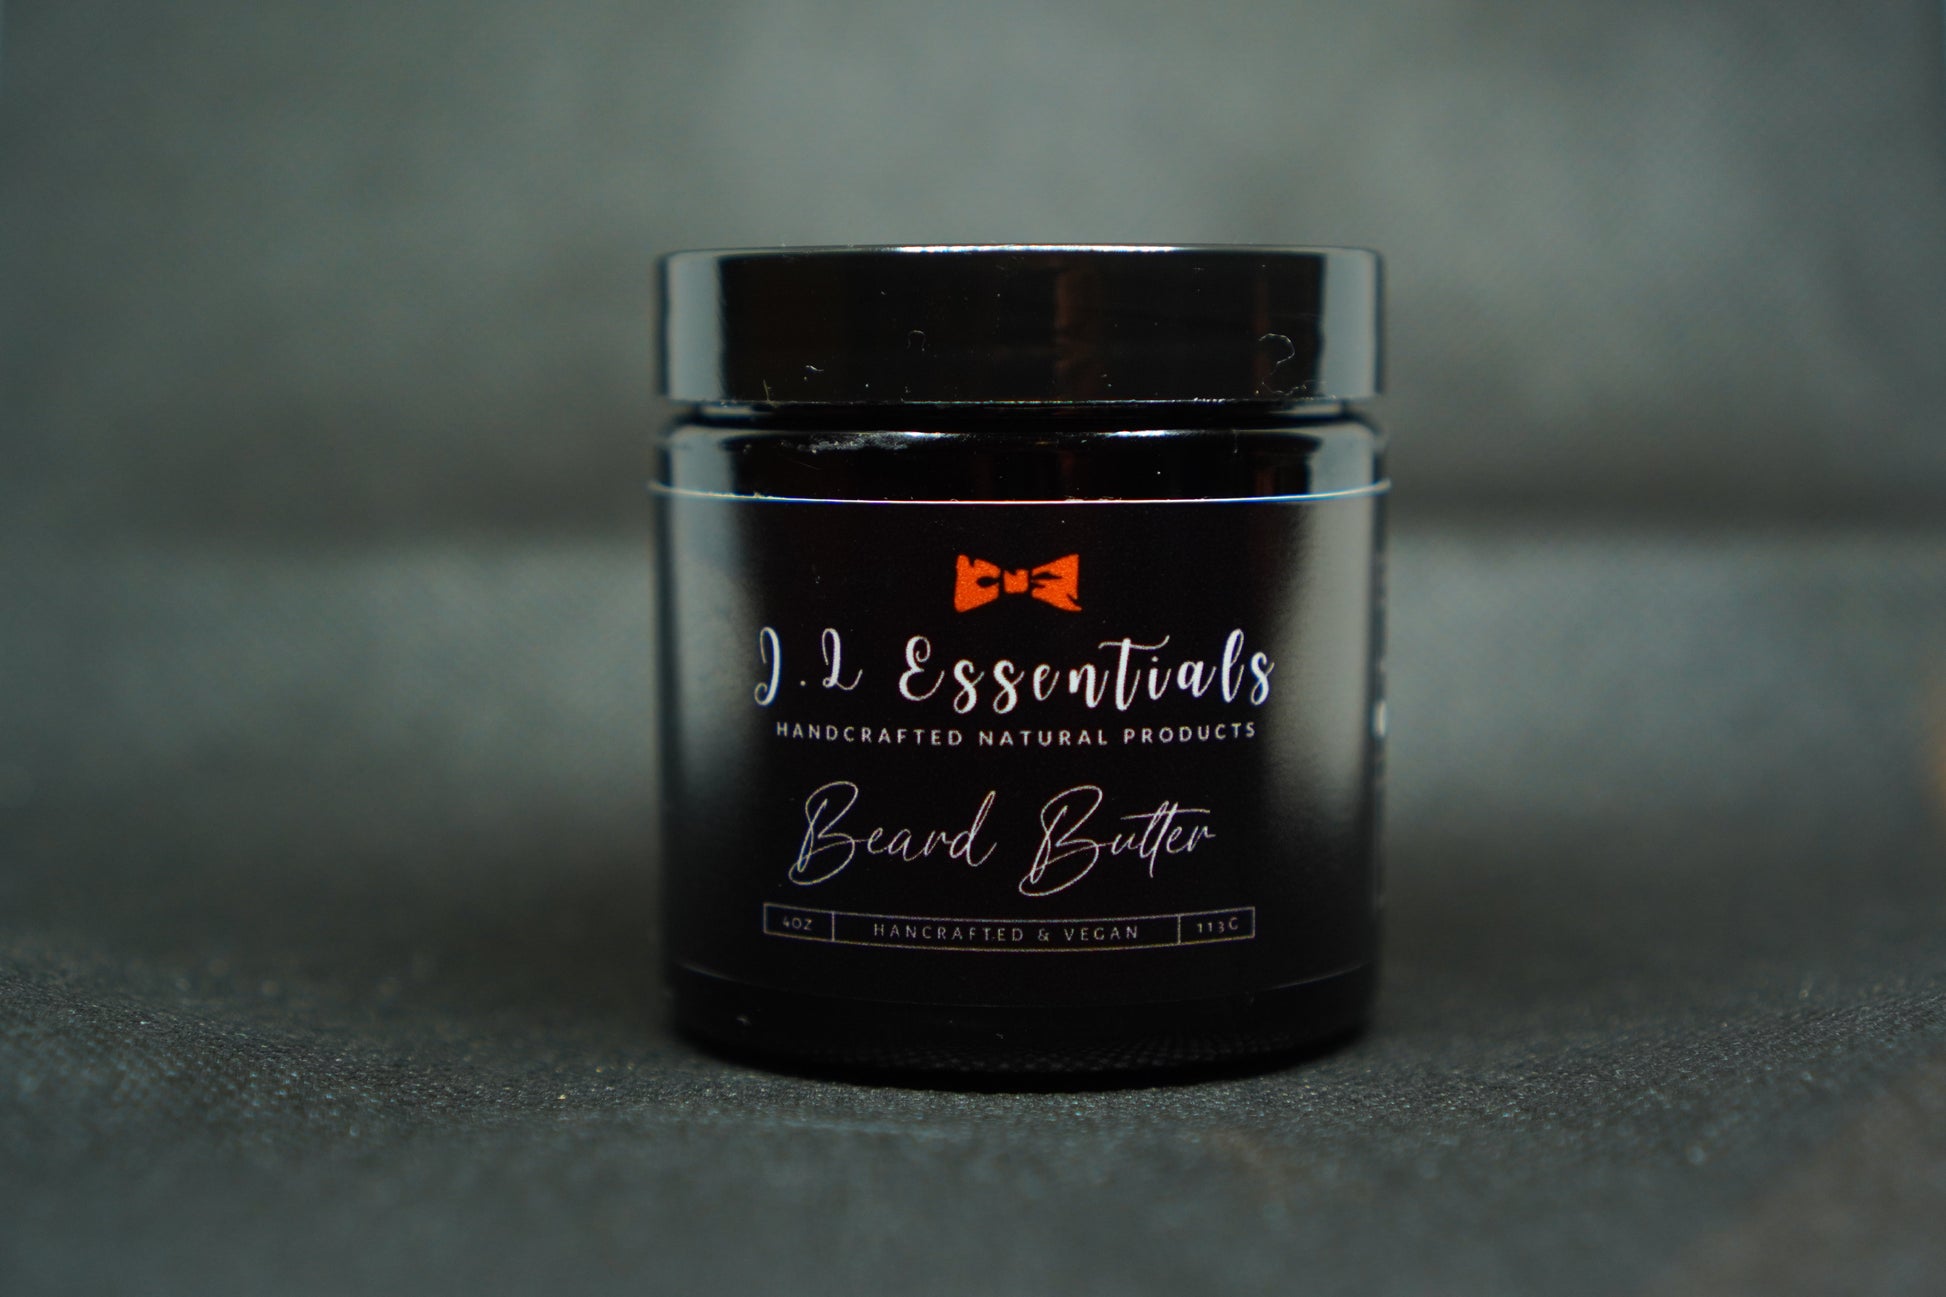 J.L Essentials
HANDCRAFTED NATURAL PRODUCTS
Beard Butter
4OZ HANCRAFTED & VEGAN 113G